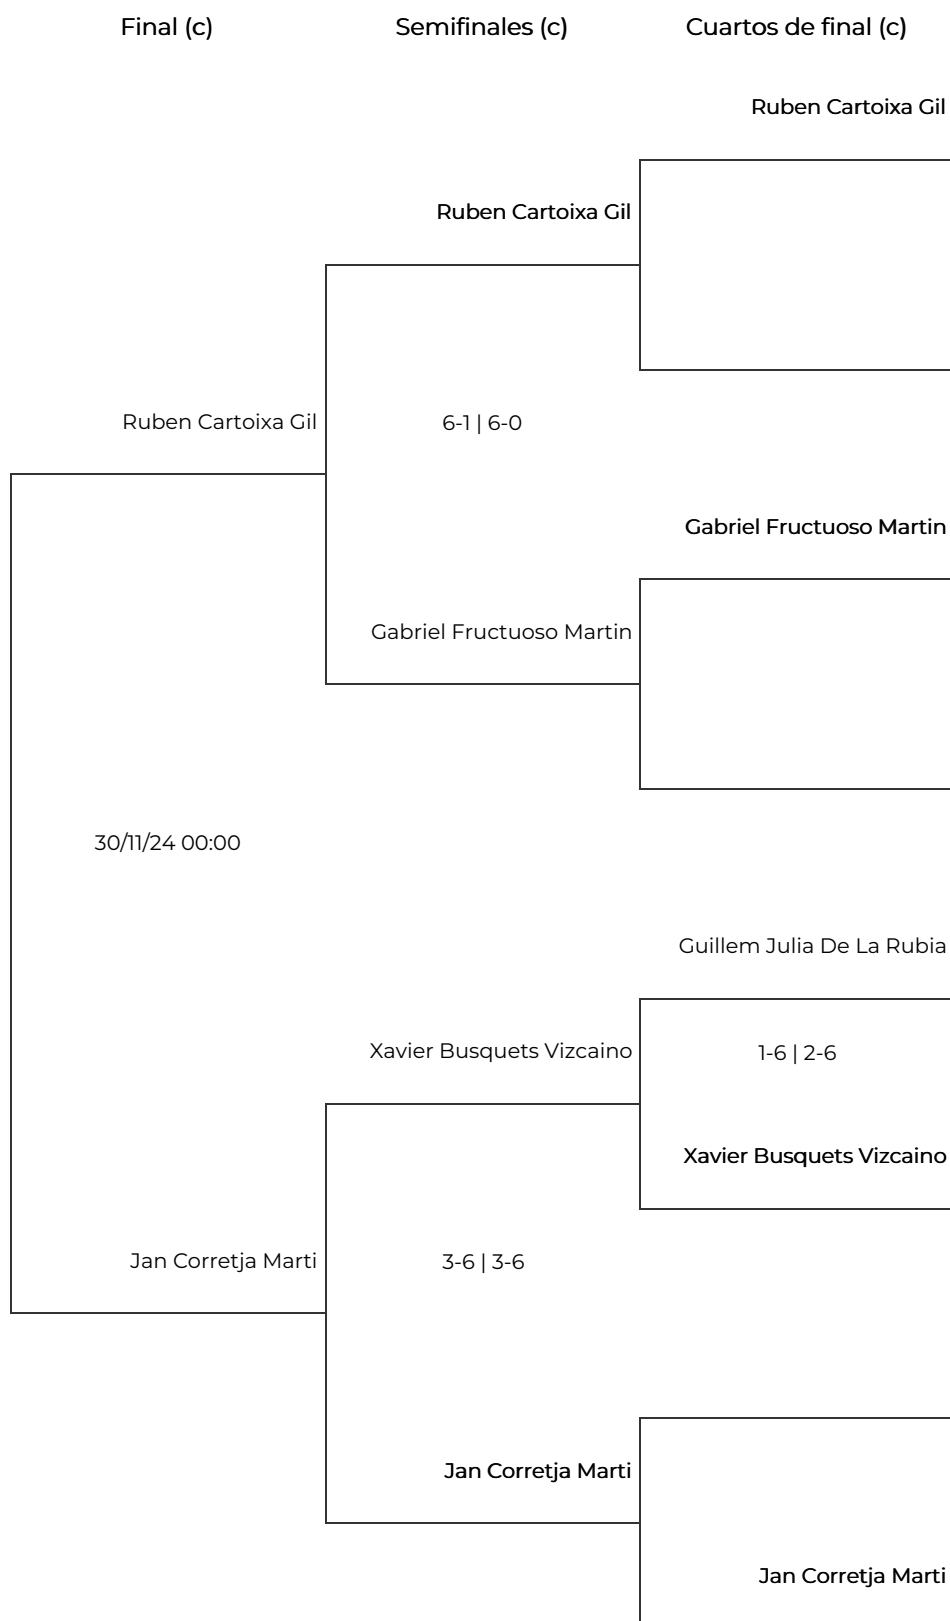 Final (c)
Semifinales (c)
Cuartos de final (c)
Ruben Cartoixa Gil
Ruben Cartoixa Gil
Ruben Cartoixa Gil
6-1 | 6-0
Gabriel Fructuoso Martin
Gabriel Fructuoso Martin
30/11/24 00:00
Guillem Julia De La Rubia
Xavier Busquets Vizcaino
1-6 | 2-6
Xavier Busquets Vizcaino
Jan Corretja Marti
3-6 | 3-6
Jan Corretja Marti
Jan Corretja Marti